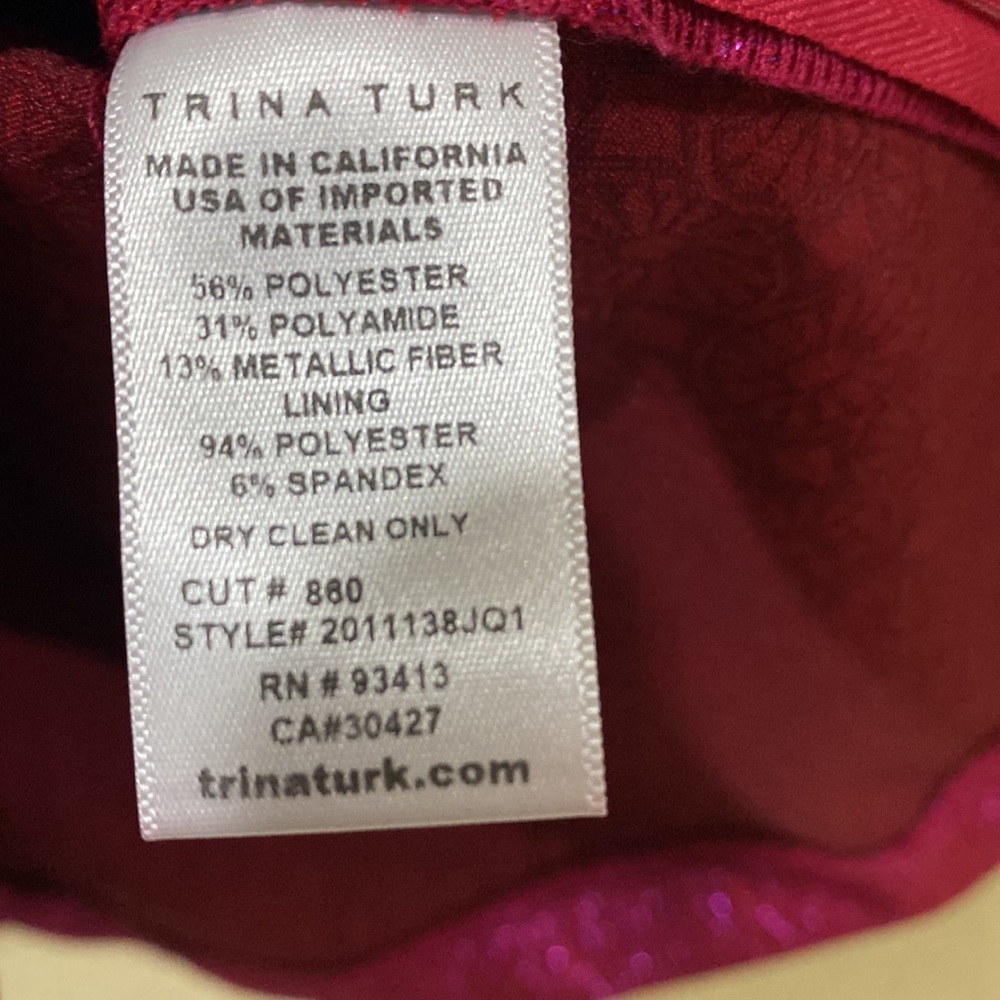 TRINA TURK
MADE IN CALIFORNIA
USA OF IMPORTED
MATERIALS
56% POLYESTER
31% POLYAMIDE
13% METALLIC FIBER
LINING
94% POLYESTER
6% SPANDEX
DRY CLEAN ONLY
CUT # 860
STYLE# 2011138JQ1
RN # 93413
CA#30427
trinaturk.com